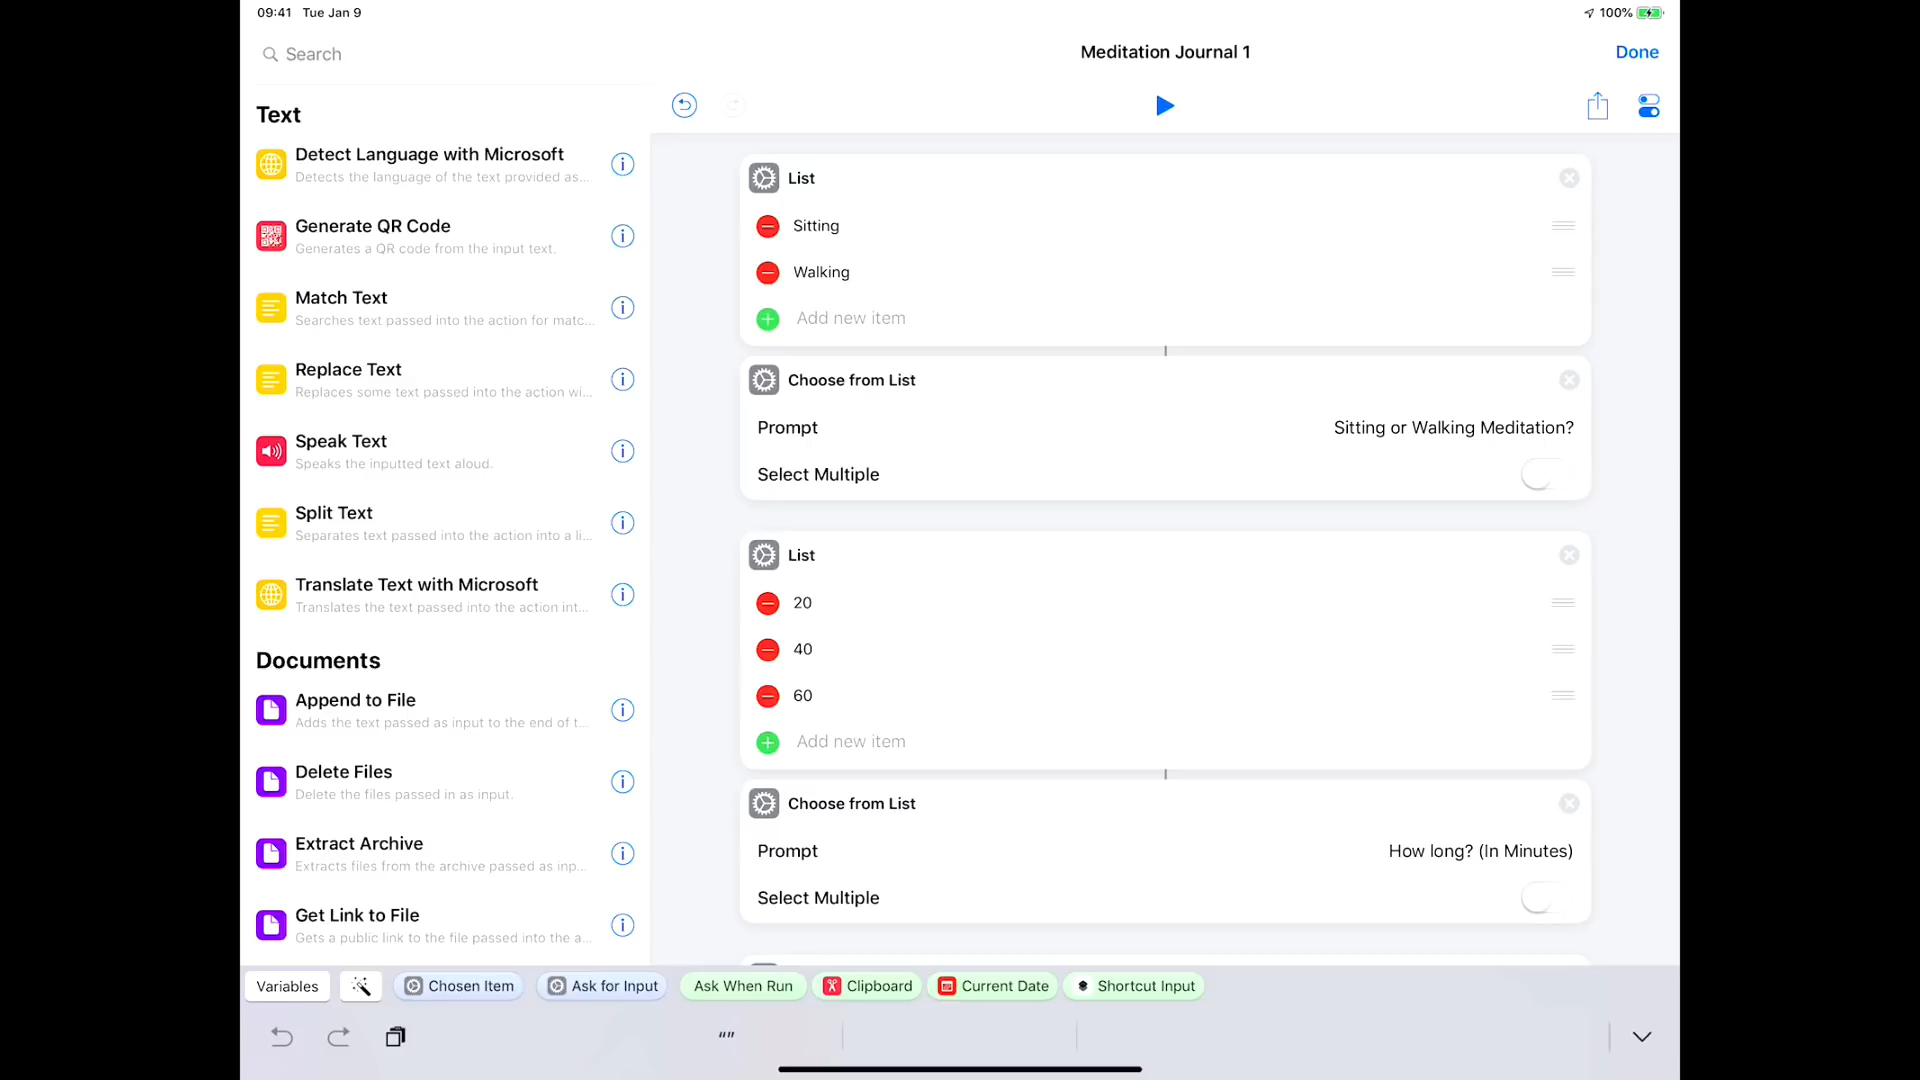 09:41 Tue Jan 9
100%
Search
Meditation Journal 1
Done
Text
Detect Language with Microsoft
Detects the language of the text provided as...
Generate QR Code
Generates a QR code from the input text.
Match Text
Searches text passed into the action for matc...
Replace Text
Replaces some text passed into the action wi...
Speak Text
Speaks the inputted text aloud.
Split Text
Separates text passed into the action into a li...
Translate Text with Microsoft
Translates the text passed into the action int...
Documents
Append to File
Adds the text passed as input to the end of t...
Delete Files
Delete the files passed in as input.
Extract Archive
Extracts files from the archive passed as inp...
Get Link to File
Gets a public link to the file passed into the a...
List
Sitting
Walking
Add new item
Choose from List
Prompt Sitting or Walking Meditation?
Select Multiple
List
20
40
60
Add new item
Choose from List
Prompt How long? (In Minutes)
Select Multiple
Variables Chosen Item Ask for Input Ask When Run Clipboard Current Date Shortcut Input
“”